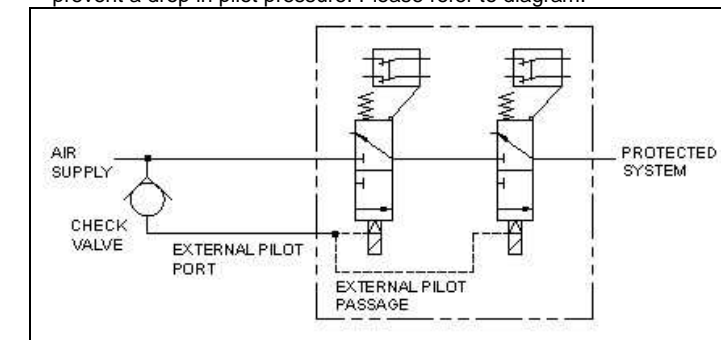 prevent a drop in pilot pressure. Please refer to diagram.
AIR
SUPPLY
PROTECTED
SYSTEM
CHECK
VALVE
EXTERNAL PILOT
PORT
EXTERNAL PILOT
PASSAGE